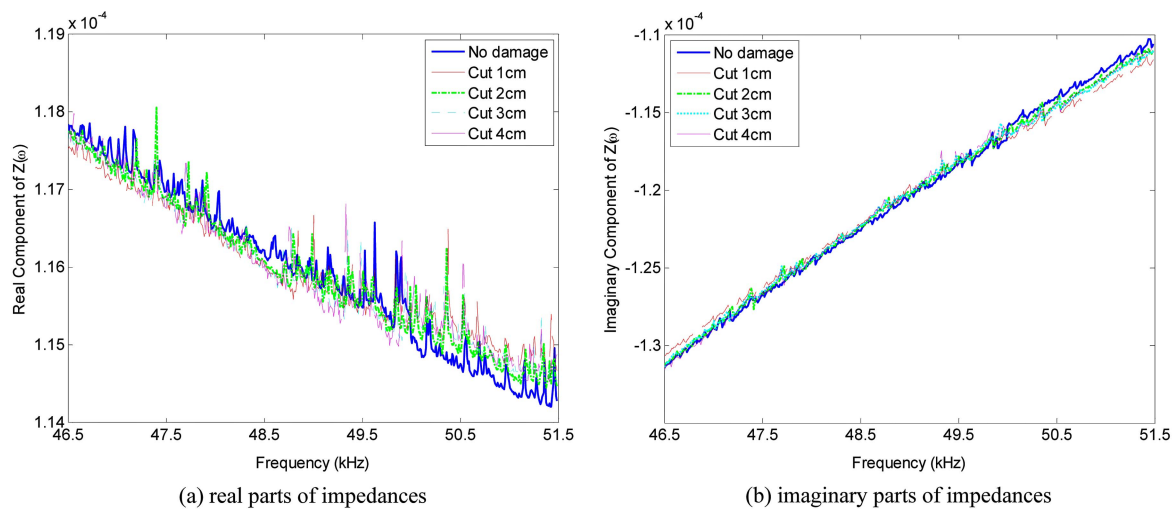 x 10⁻⁴
1.19
1.18
1.17
1.16
1.15
1.14
Real Component of Z(ω)
No damage
Cut 1cm
Cut 2cm
Cut 3cm
Cut 4cm
46.5 47.5 48.5 49.5 50.5 51.5
Frequency (kHz)
(a) real parts of impedances
x 10⁻⁴
-1.1
-1.15
-1.2
-1.25
-1.3
Imaginary Component of Z(ω)
No damage
Cut 1cm
Cut 2cm
Cut 3cm
Cut 4cm
46.5 47.5 48.5 49.5 50.5 51.5
Frequency (kHz)
(b) imaginary parts of impedances